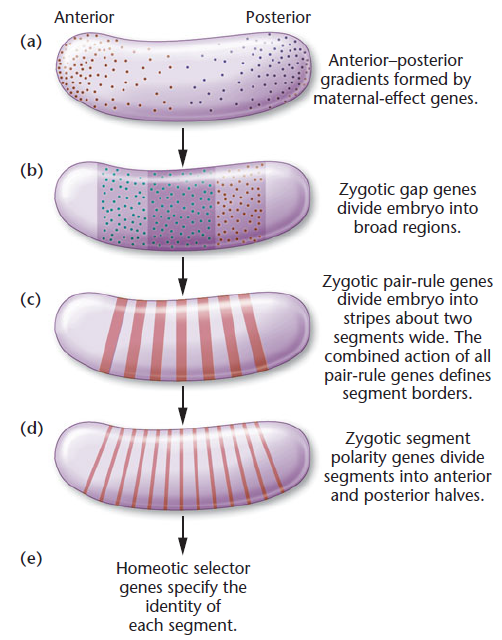 Anterior
Posterior
(a)
Anterior–posterior
gradients formed by
maternal-effect genes.
(b)
Zygotic gap genes
divide embryo into
broad regions.
(c)
Zygotic pair-rule genes
divide embryo into
stripes about two
segments wide. The
combined action of all
pair-rule genes defines
segment borders.
(d)
Zygotic segment
polarity genes divide
segments into anterior
and posterior halves.
(e)
Homeotic selector
genes specify the
identity of
each segment.